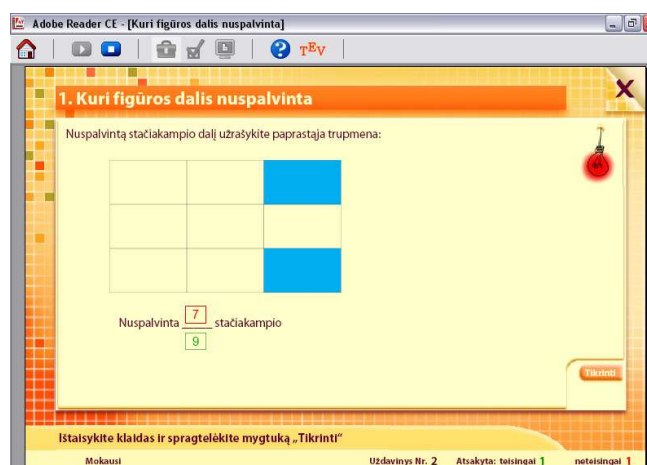 Adobe Reader CE - [Kuri figūros dalis nuspalvinta]
TEV
1. Kuri figūros dalis nuspalvinta
Nuspalvintą stačiakampio dalį užrašykite paprastąja trupmena:
Nuspalvinta 7 stačiakampio
9
Tikrinti
Ištaisykite klaidas ir spragtelėkite mygtuką „Tikrinti“
Mokausi Uždavinys Nr. 2 Atsakyta: teisingai 1 neteisingai 1